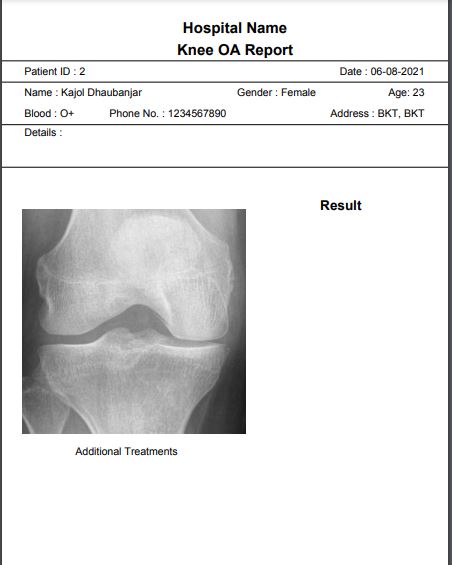 Hospital Name
Knee OA Report
Patient ID : 2 Date : 06-08-2021
Name : Kajol Dhaubanjar Gender : Female Age: 23
Blood : O+ Phone No. : 1234567890 Address : BKT, BKT
Details :
Result
Additional Treatments